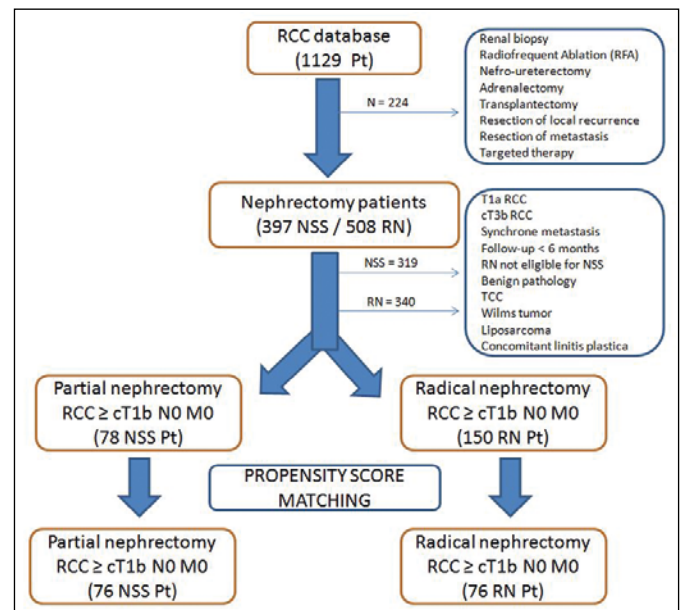 RCC database
(1129 Pt)
N = 224
Renal biopsy
Radiofrequent Ablation (RFA)
Nefro-ureterectomy
Adrenalectomy
Transplantectomy
Resection of local recurrence
Resection of metastasis
Targeted therapy
Nephrectomy patients
(397 NSS / 508 RN)
NSS = 319
RN = 340
T1a RCC
cT3b RCC
Synchrone metastasis
Follow-up < 6 months
RN not eligible for NSS
Benign pathology
TCC
Wilms tumor
Liposarcoma
Concomitant linitis plastica
Partial nephrectomy
RCC ≥ cT1b N0 M0
(78 NSS Pt)
Radical nephrectomy
RCC ≥ cT1b N0 M0
(150 RN Pt)
PROPENSITY SCORE
MATCHING
Partial nephrectomy
RCC ≥ cT1b N0 M0
(76 NSS Pt)
Radical nephrectomy
RCC ≥ cT1b N0 M0
(76 RN Pt)